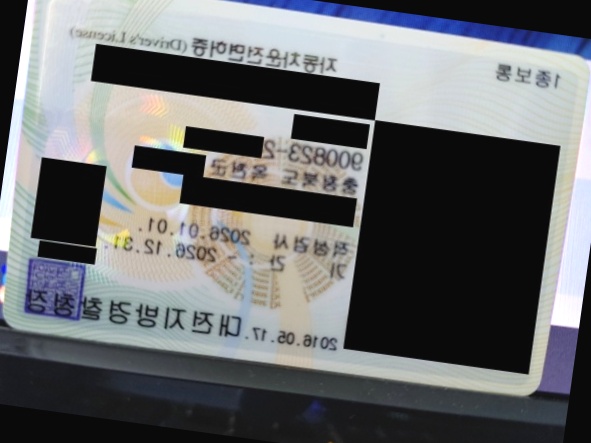 1종보통
자동차운전면허증 (Driver's License)
900823-2
충청북도 옥천군
적성검사 2026.01.01.
기 간 : ~ 2026.12.31
2016.05.17. 대전지방경찰청장